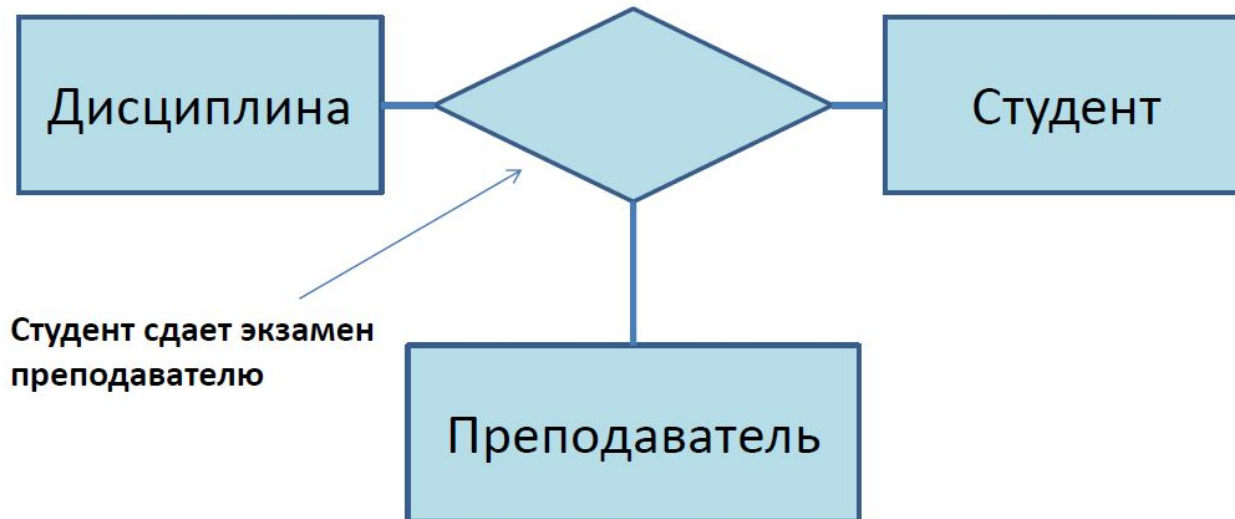 Дисциплина
Студент
Студент сдает экзамен
преподавателю
Преподаватель